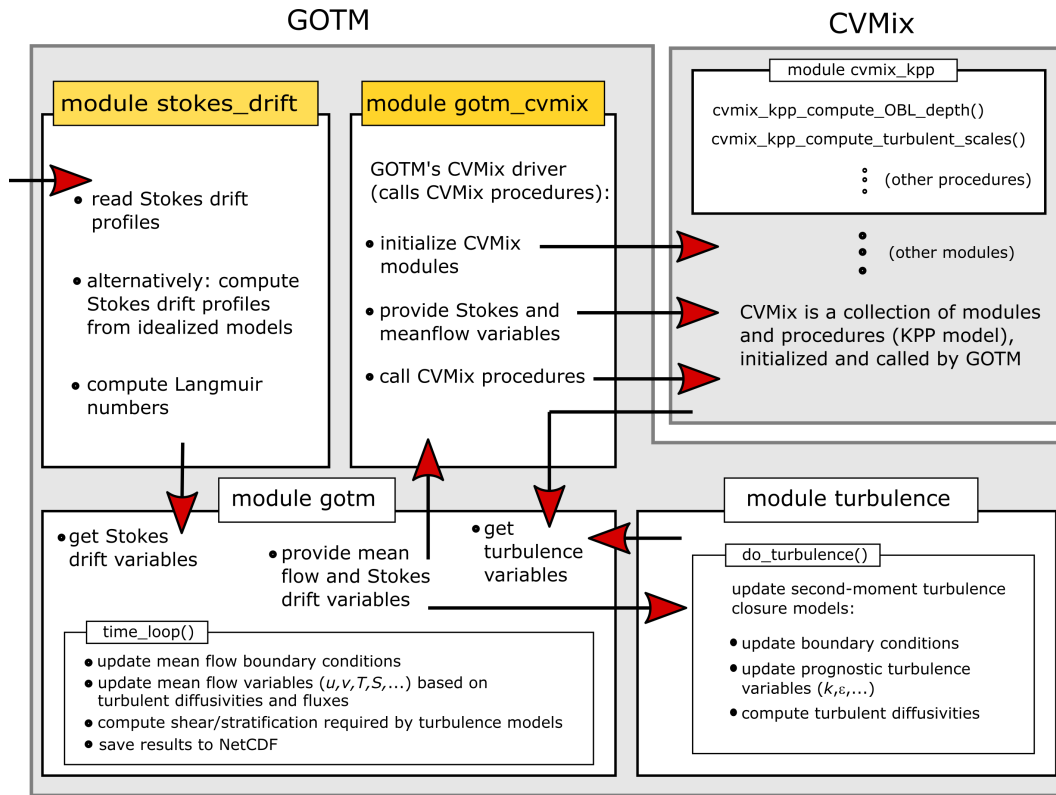 GOTM
CVMix
module stokes_drift
read Stokes drift
profiles
alternatively: compute
Stokes drift profiles
from idealized models
compute Langmuir
numbers
module gotm_cvmix
GOTM's CVMix driver
(calls CVMix procedures):
initialize CVMix
modules
provide Stokes and
meanflow variables
call CVMix procedures
module cvmix_kpp
cvmix_kpp_compute_OBL_depth()
cvmix_kpp_compute_turbulent_scales()
(other procedures)
(other modules)
CVMix is a collection of modules
and procedures (KPP model),
initialized and called by GOTM
module gotm
get Stokes
drift variables
provide mean
flow and Stokes
drift variables
get
turbulence
variables
time_loop()
update mean flow boundary conditions
update mean flow variables (u,v,T,S,...) based on
turbulent diffusivities and fluxes
compute shear/stratification required by turbulence models
save results to NetCDF
module turbulence
do_turbulence()
update second-moment turbulence
closure models:
update boundary conditions
update prognostic turbulence
variables (k,ε,...)
compute turbulent diffusivities